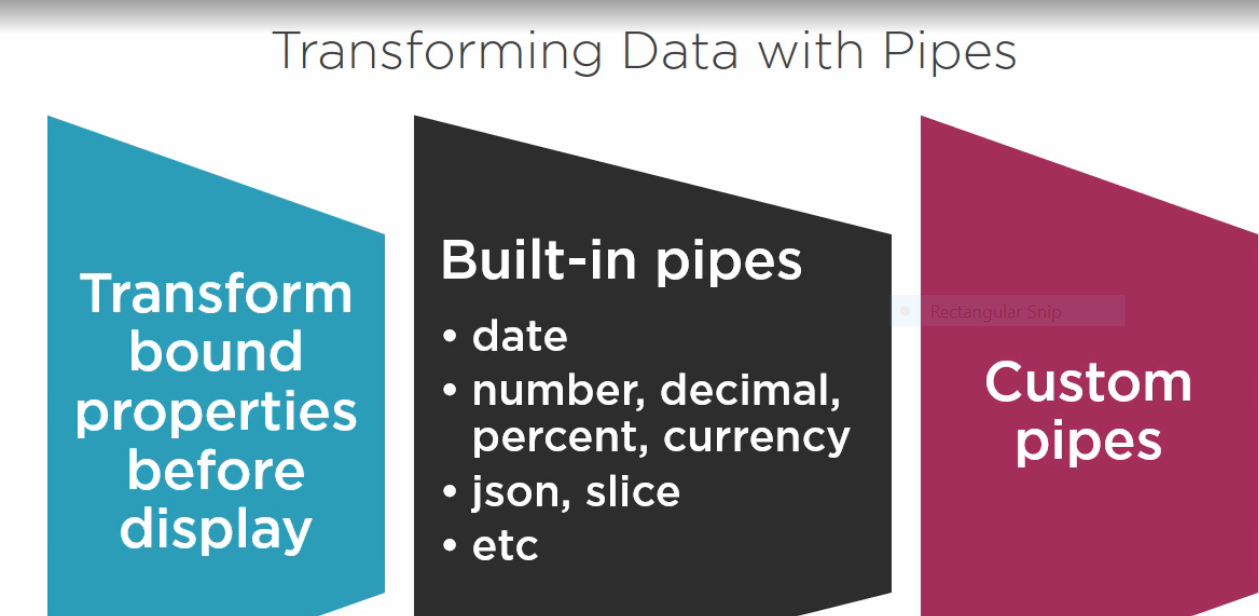 Transforming Data with Pipes
Transform
bound
properties
before
display
Built-in pipes
• date
• number, decimal,
percent, currency
• json, slice
• etc
Rectangular Snip
Custom
pipes